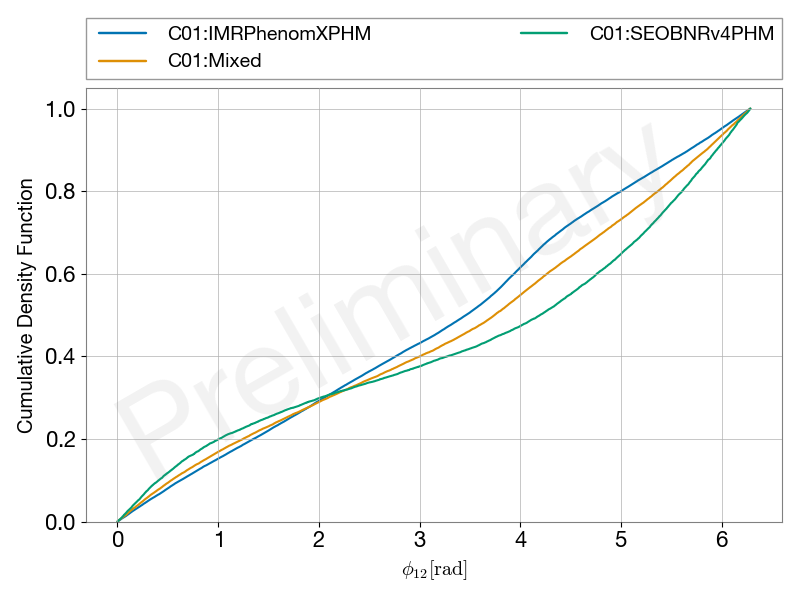 C01:IMRPhenomXPHM
C01:Mixed
C01:SEOBNRv4PHM
Preliminary
Cumulative Density Function
1.0
0.8
0.6
0.4
0.2
0.0
0 1 2 3 4 5 6
ϕ₁₂[rad]